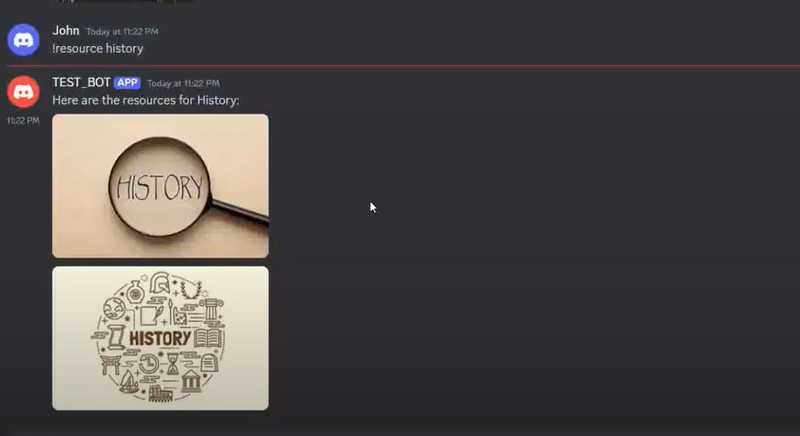 John Today at 11:22 PM
!resource history
TEST_BOT APP Today at 11:22 PM
Here are the resources for History:
11:22 PM
HISTORY
HISTORY